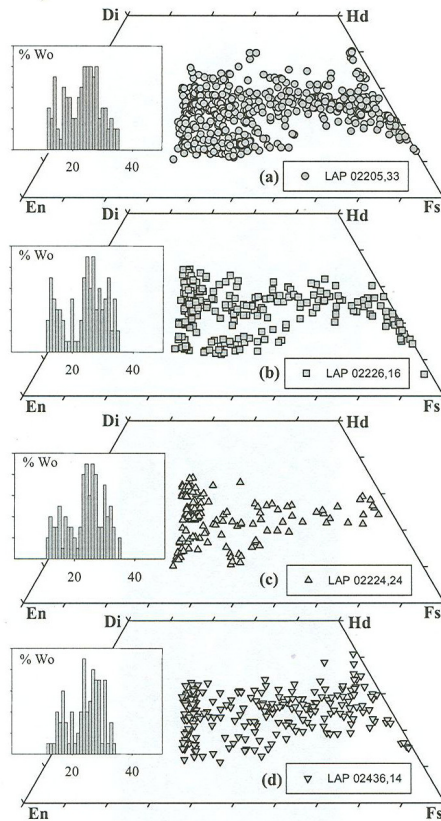 Di Hd
% Wo
20 40
(a) LAP 02205,33
En Fs
Di Hd
% Wo
20 40
(b) LAP 02226,16
En Fs
Di Hd
% Wo
20 40
(c) LAP 02224,24
En Fs
Di Hd
% Wo
20 40
(d) LAP 02436,14
En Fs